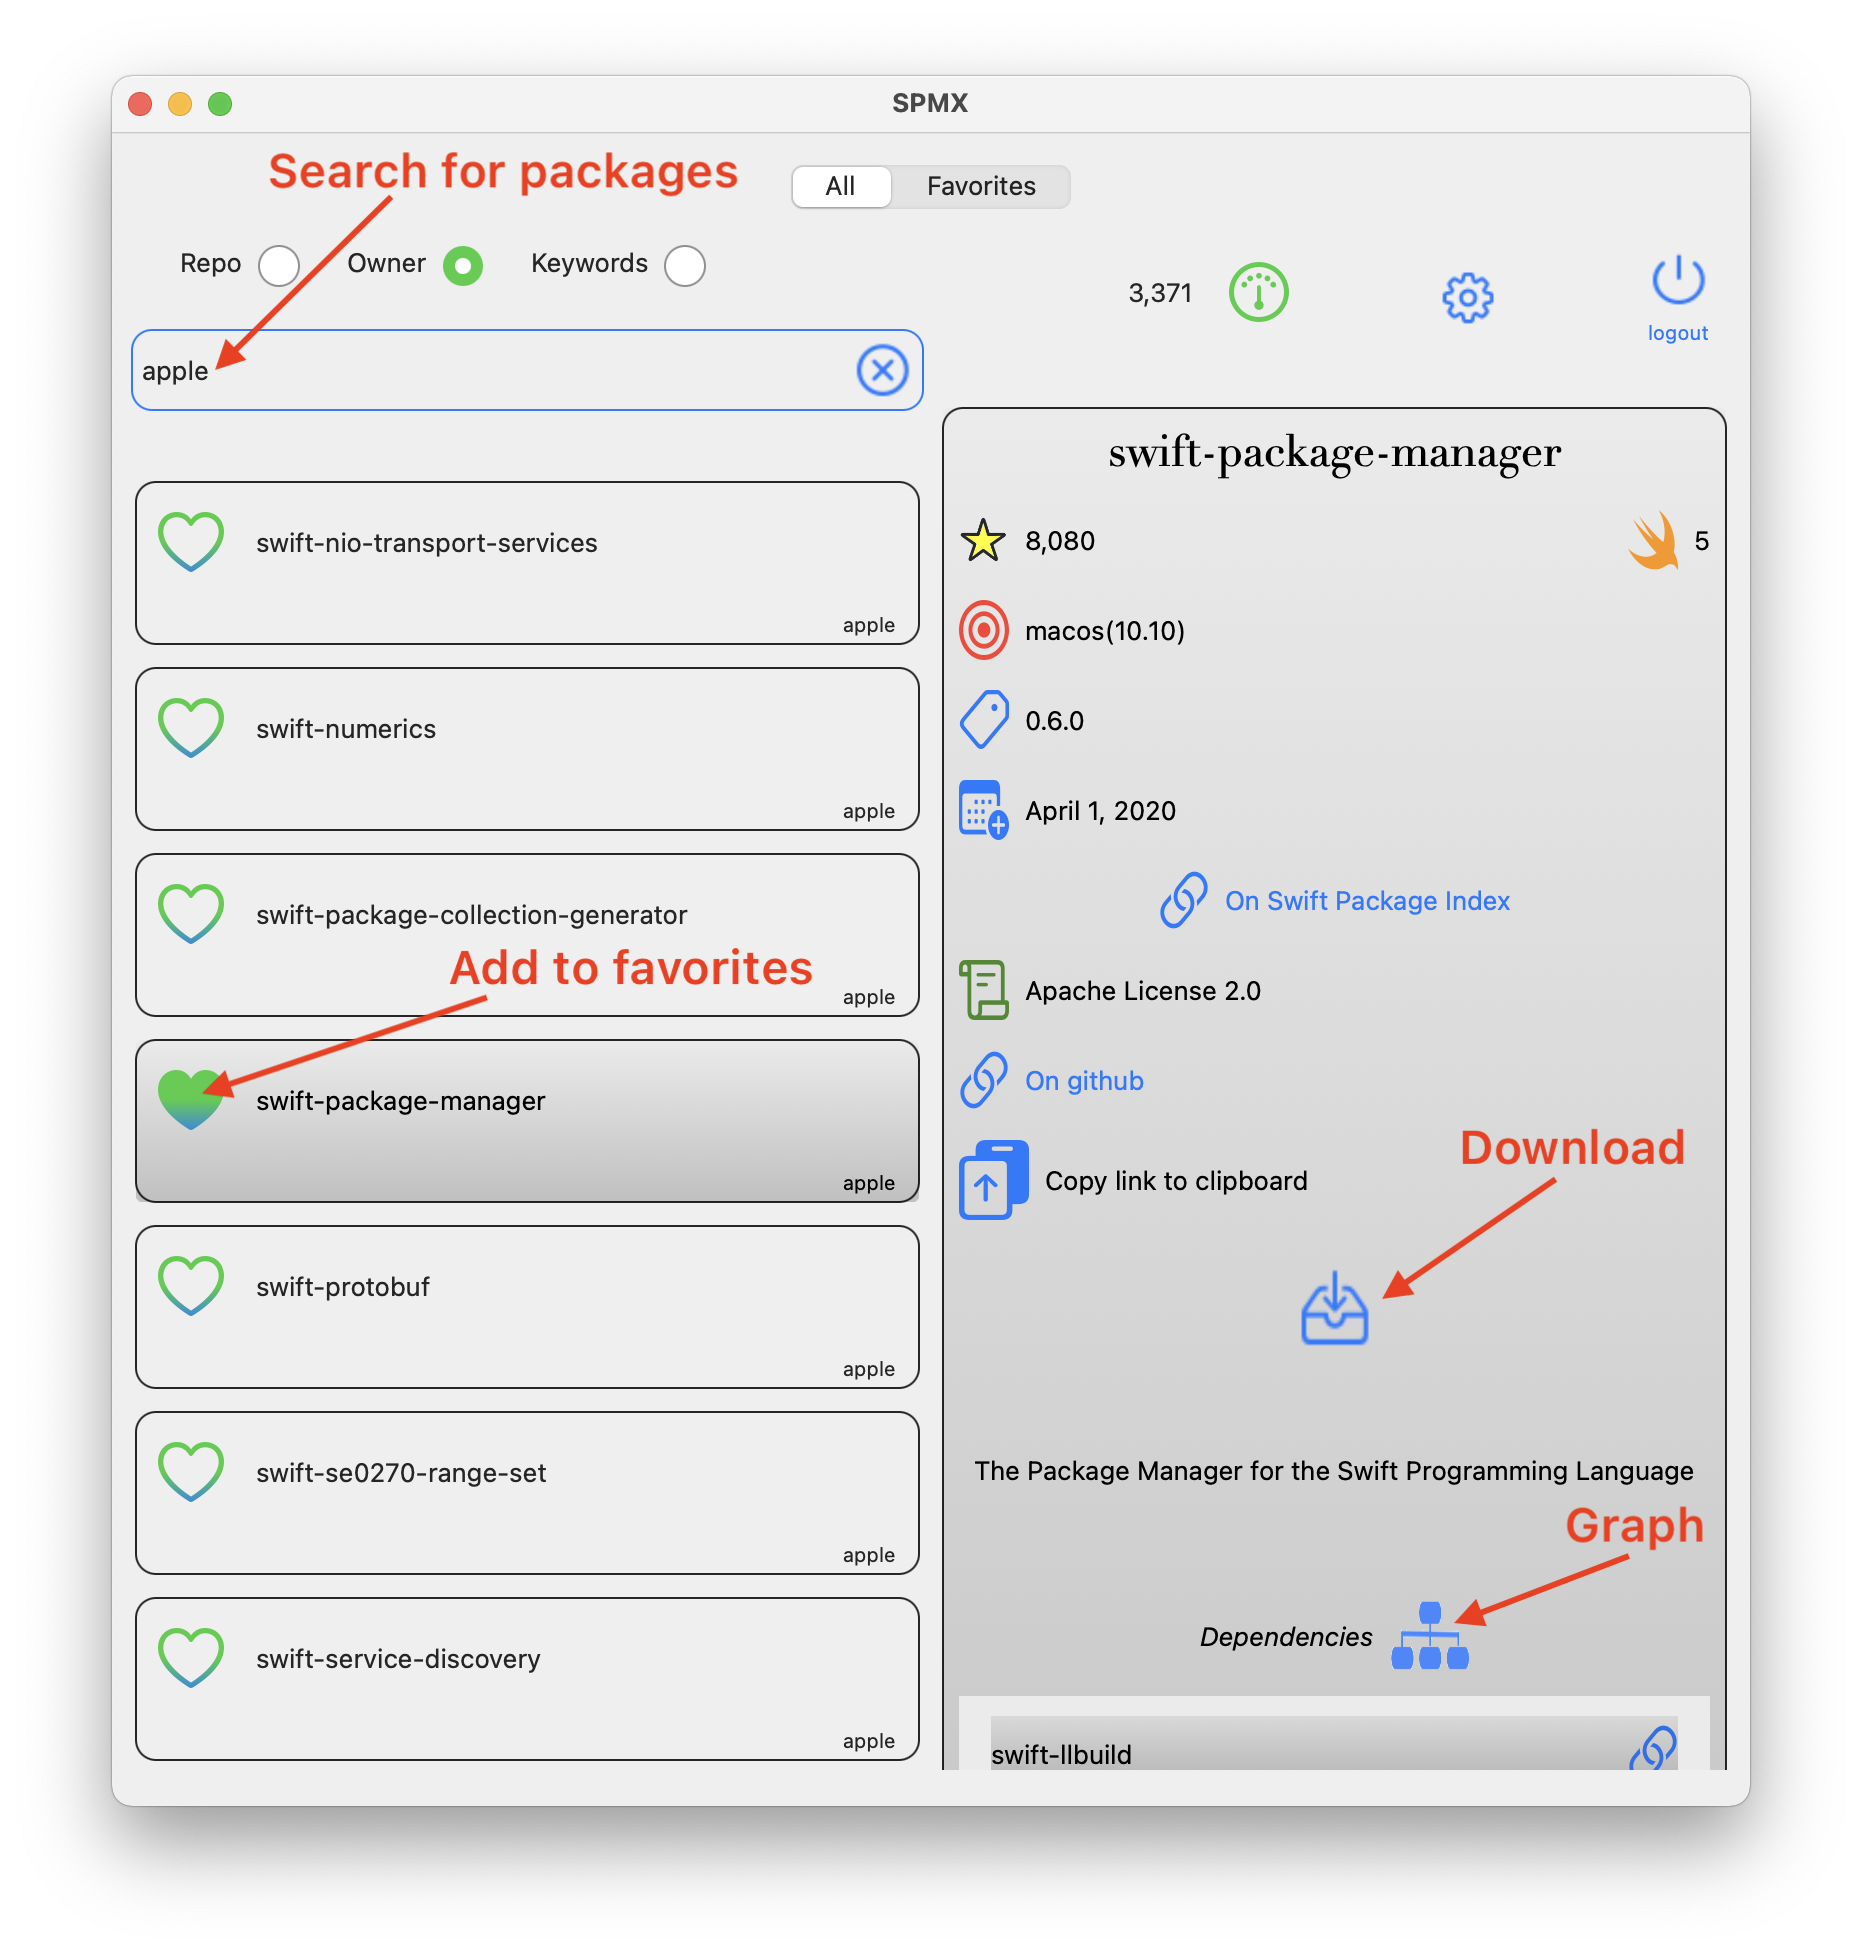 SPMX
Search for packages
All Favorites
Repo Owner Keywords
3,371
logout
apple
swift-nio-transport-services
apple
swift-numerics
apple
swift-package-collection-generator
Add to favorites
apple
swift-package-manager
apple
swift-protobuf
apple
swift-se0270-range-set
apple
swift-service-discovery
apple
swift-package-manager
8,080
5
macos(10.10)
0.6.0
April 1, 2020
On Swift Package Index
Apache License 2.0
On github
Download
Copy link to clipboard
The Package Manager for the Swift Programming Language
Graph
Dependencies
swift-llbuild